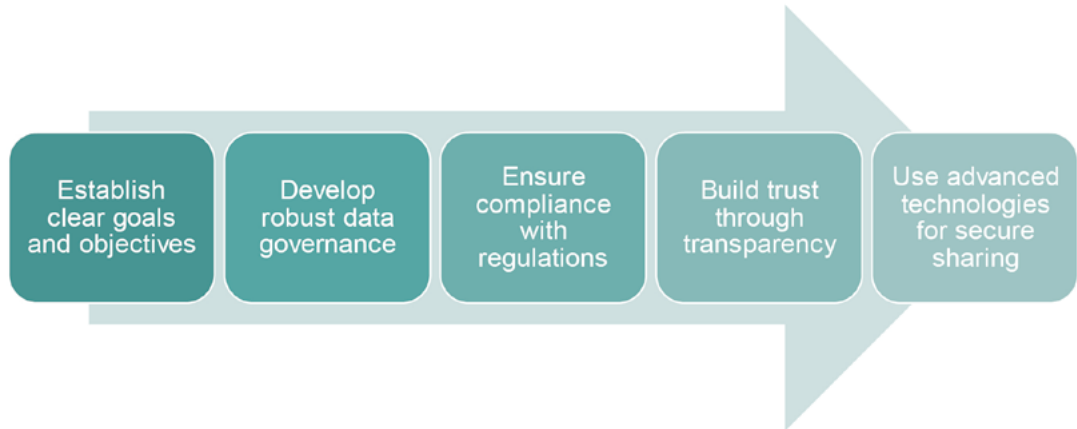 Establish
clear goals
and objectives
Develop
robust data
governance
Ensure
compliance
with
regulations
Build trust
through
transparency
Use advanced
technologies
for secure
sharing